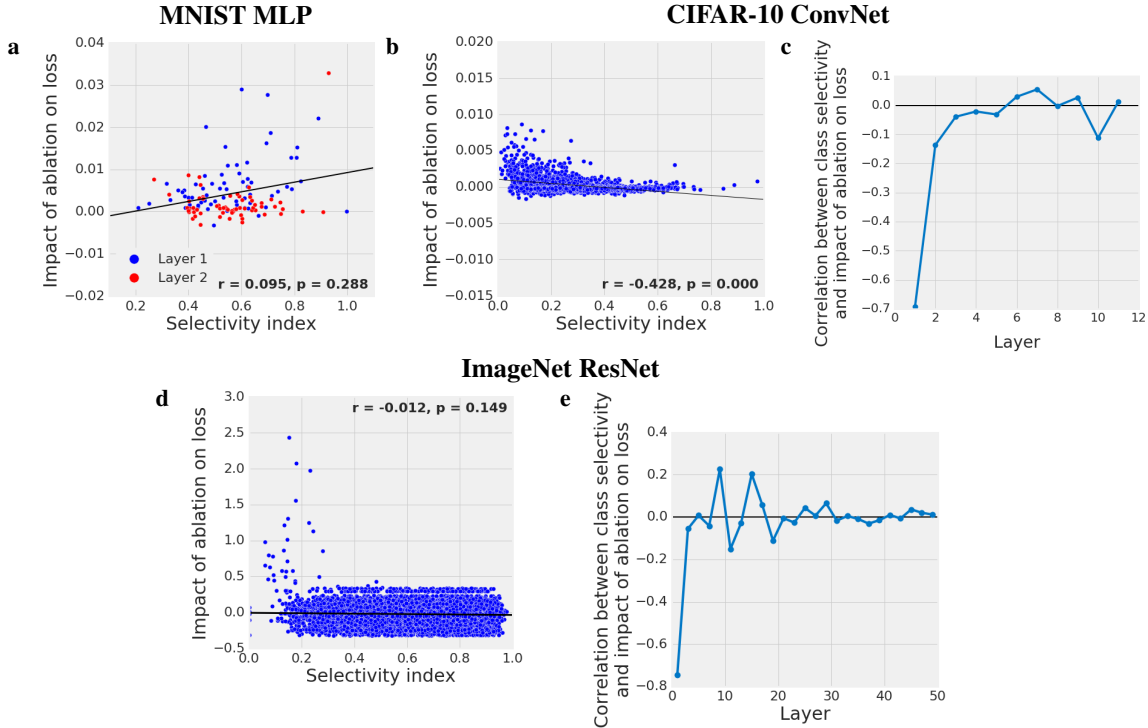 MNIST MLP
CIFAR-10 ConvNet
a
Impact of ablation on loss
0.04
0.03
0.02
0.01
0.00
−0.01
−0.02
Layer 1
Layer 2
r = 0.095, p = 0.288
0.2 0.4 0.6 0.8 1.0
Selectivity index
b
Impact of ablation on loss
0.020
0.015
0.010
0.005
0.000
−0.005
−0.010
−0.015
r = -0.428, p = 0.000
0.0 0.2 0.4 0.6 0.8 1.0
Selectivity index
c
Correlation between class selectivity
and impact of ablation on loss
0.1
0.0
−0.1
−0.2
−0.3
−0.4
−0.5
−0.6
−0.7
0 2 4 6 8 10 12
Layer
ImageNet ResNet
d
Impact of ablation on loss
r = -0.012, p = 0.149
3.0
2.5
2.0
1.5
1.0
0.5
0.0
−0.5
0.0 0.2 0.4 0.6 0.8 1.0
Selectivity index
e
Correlation between class selectivity
and impact of ablation on loss
0.4
0.2
0.0
−0.2
−0.4
−0.6
−0.8
0 10 20 30 40 50
Layer